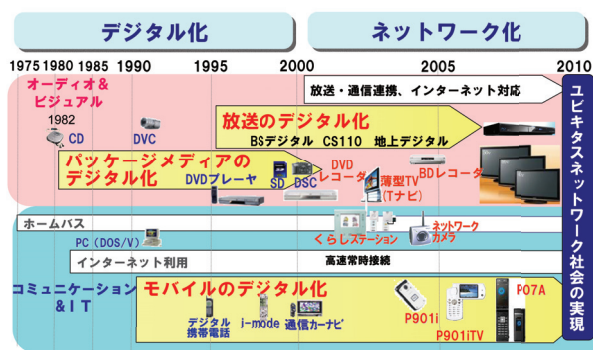 デジタル化
ネットワーク化
1975 1980 1985 1990 1995 2000 2005 2010
オーディオ&
ビジュアル
放送・通信連携、インターネット対応
1982
CD
DVC
放送のデジタル化
BSデジタル CS110 地上デジタル
パッケージメディアの
デジタル化
DVDプレーヤ
SD
DSC
DVD
レコーダ
薄型TV
(Tナビ)
BDレコーダ
ホームバス
PC(DOS/V)
くらしステーション
ネットワーク
カメラ
インターネット利用
高速常時接続
コミュニケーション
&IT
モバイルのデジタル化
デジタル
携帯電話
i-mode
通信カーナビ
P901i
P901iTV
P07A
ユビキタスネットワーク社会の実現